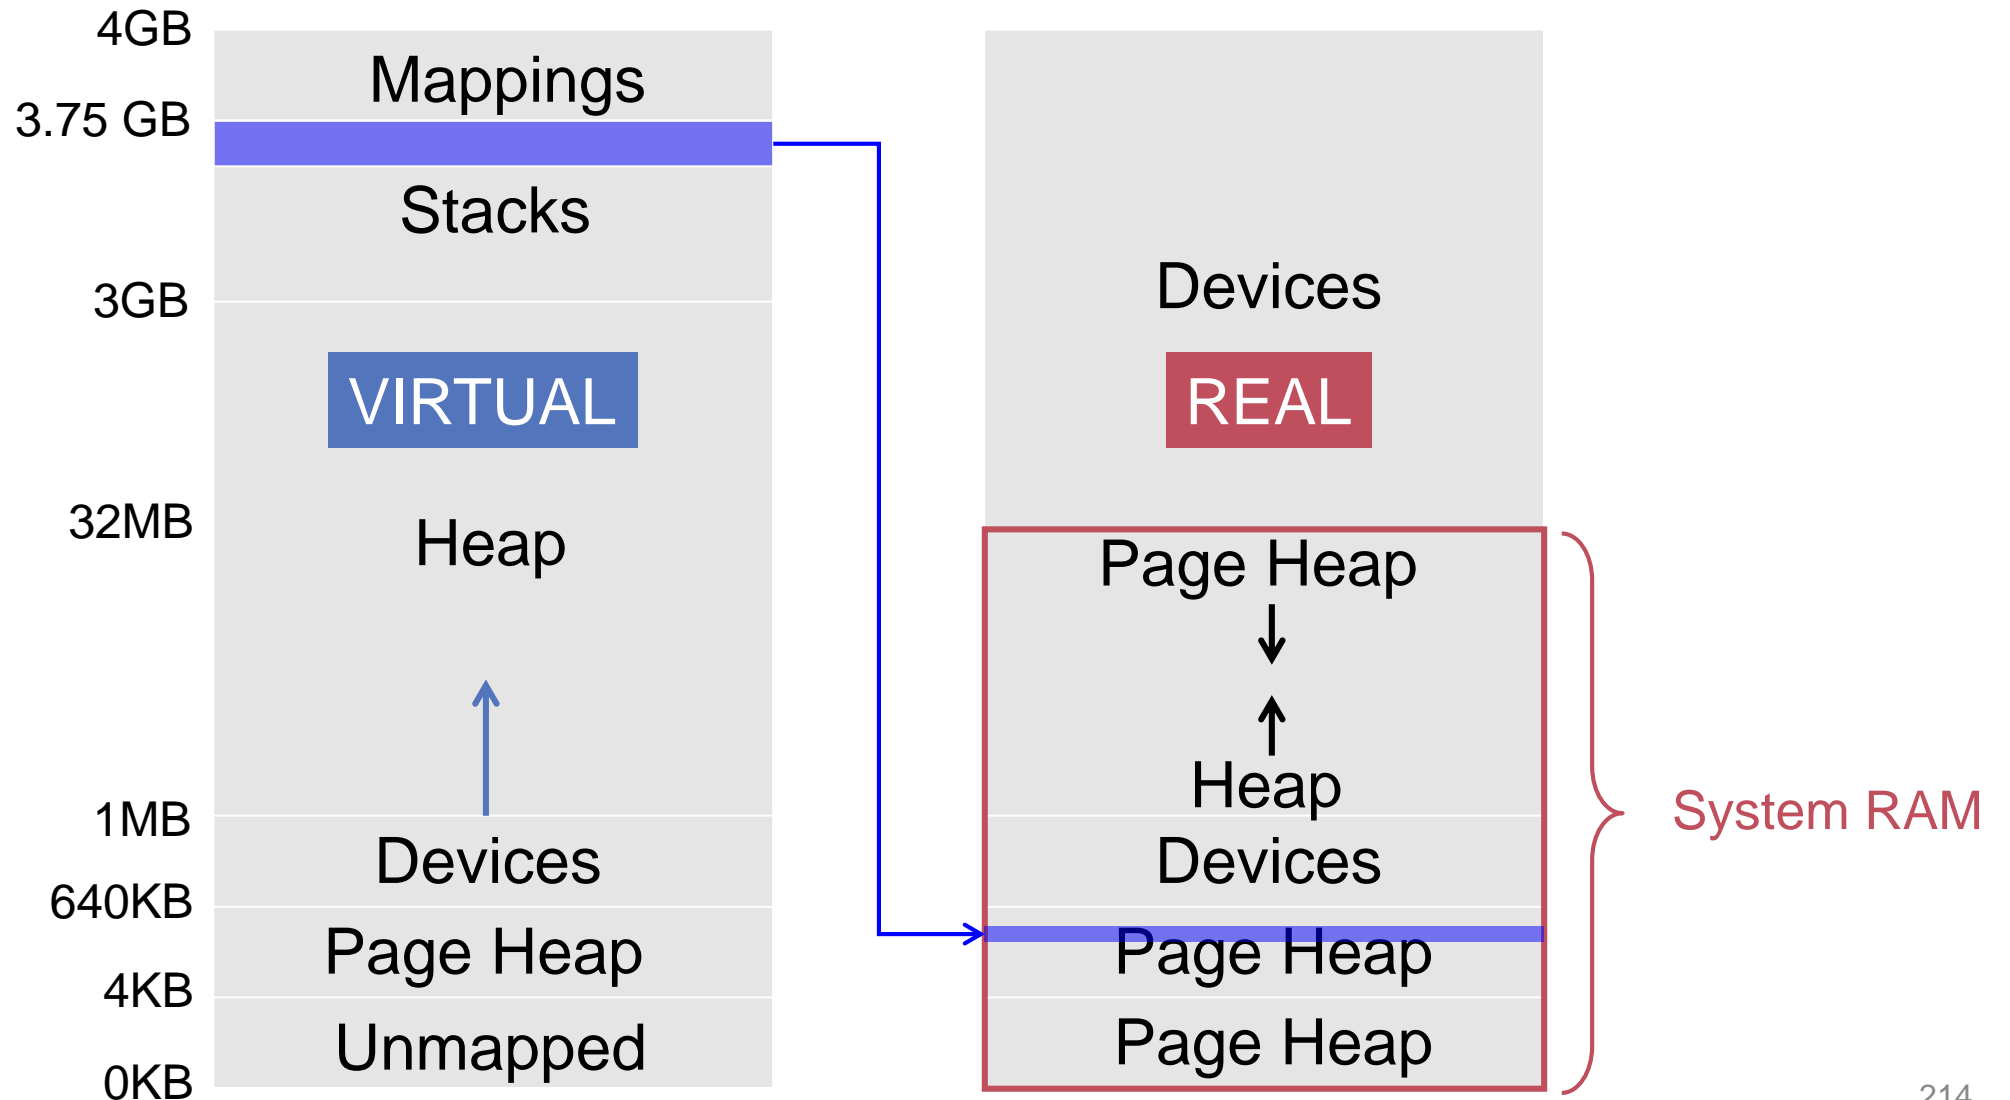 4GB
Mappings
3.75 GB
Stacks
3GB
Devices
VIRTUAL
REAL
32MB
Heap
Page Heap
Heap
1MB
System RAM
Devices
Devices
640KB
Page Heap
Page Heap
4KB
Unmapped
Page Heap
0KB
214